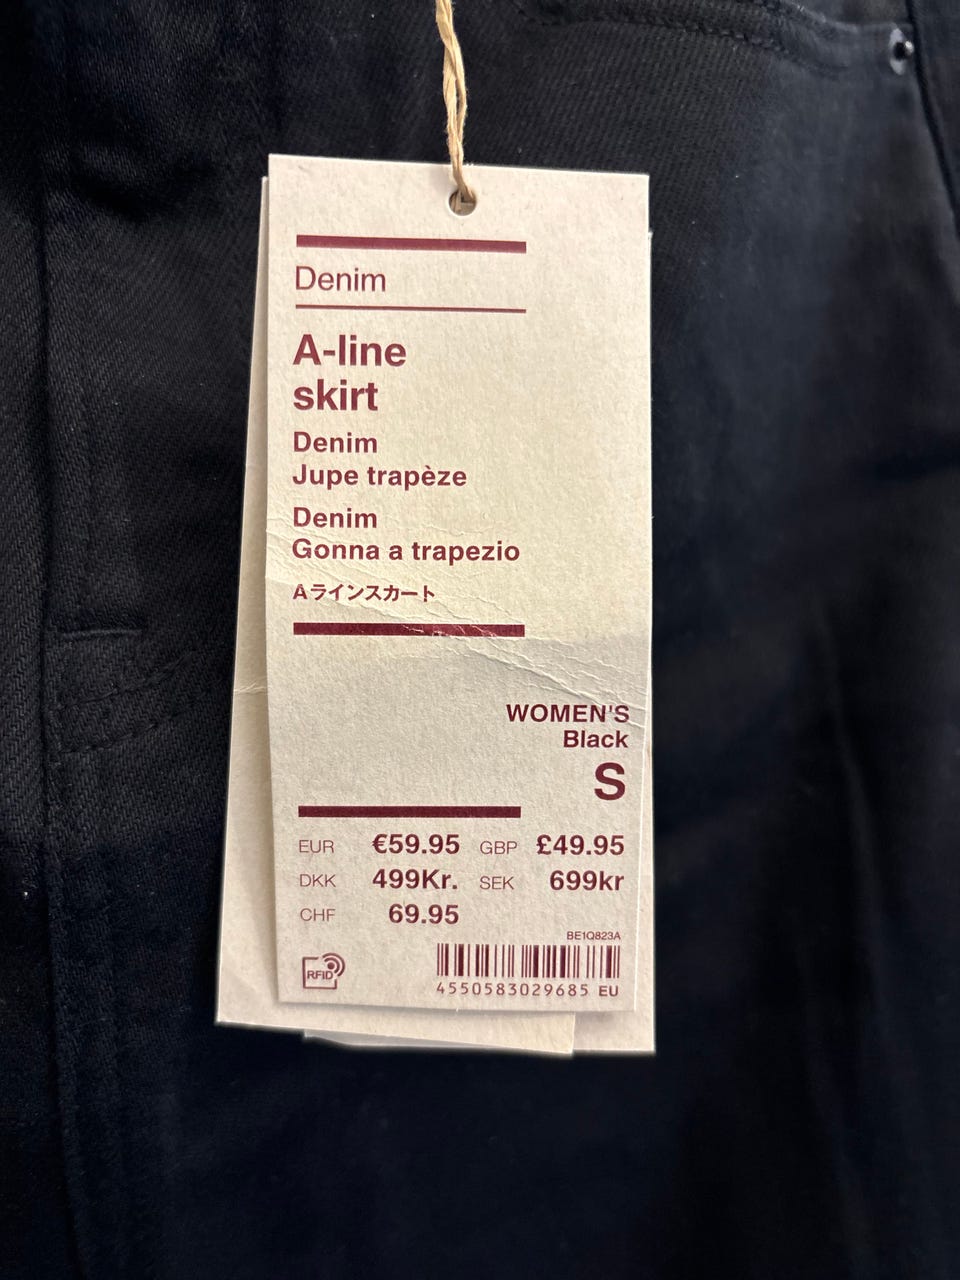 Denim
A-line
skirt
Denim
Jupe trapèze
Denim
Gonna a trapezio
Aラインスカート
WOMEN'S
Black
S
EUR €59.95 GBP £49.95
DKK 499Kr. SEK 699kr
CHF 69.95
BE1Q823A
RFID
4550583029685 EU